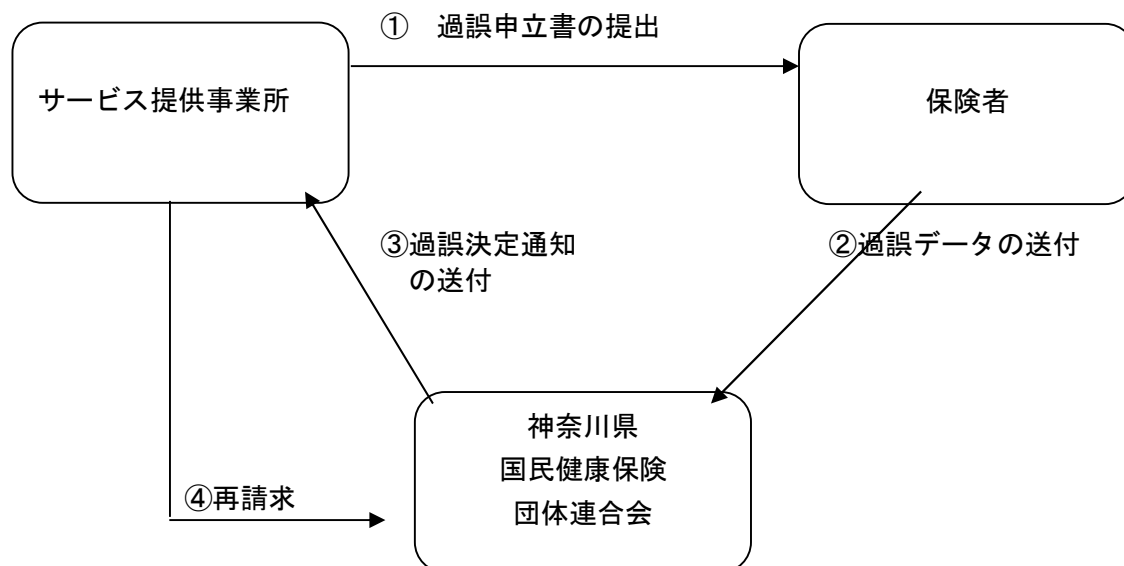 ①　過誤申立書の提出
サービス提供事業所
保険者
③過誤決定通知
の送付
②過誤データの送付
神奈川県
国民健康保険
団体連合会
④再請求